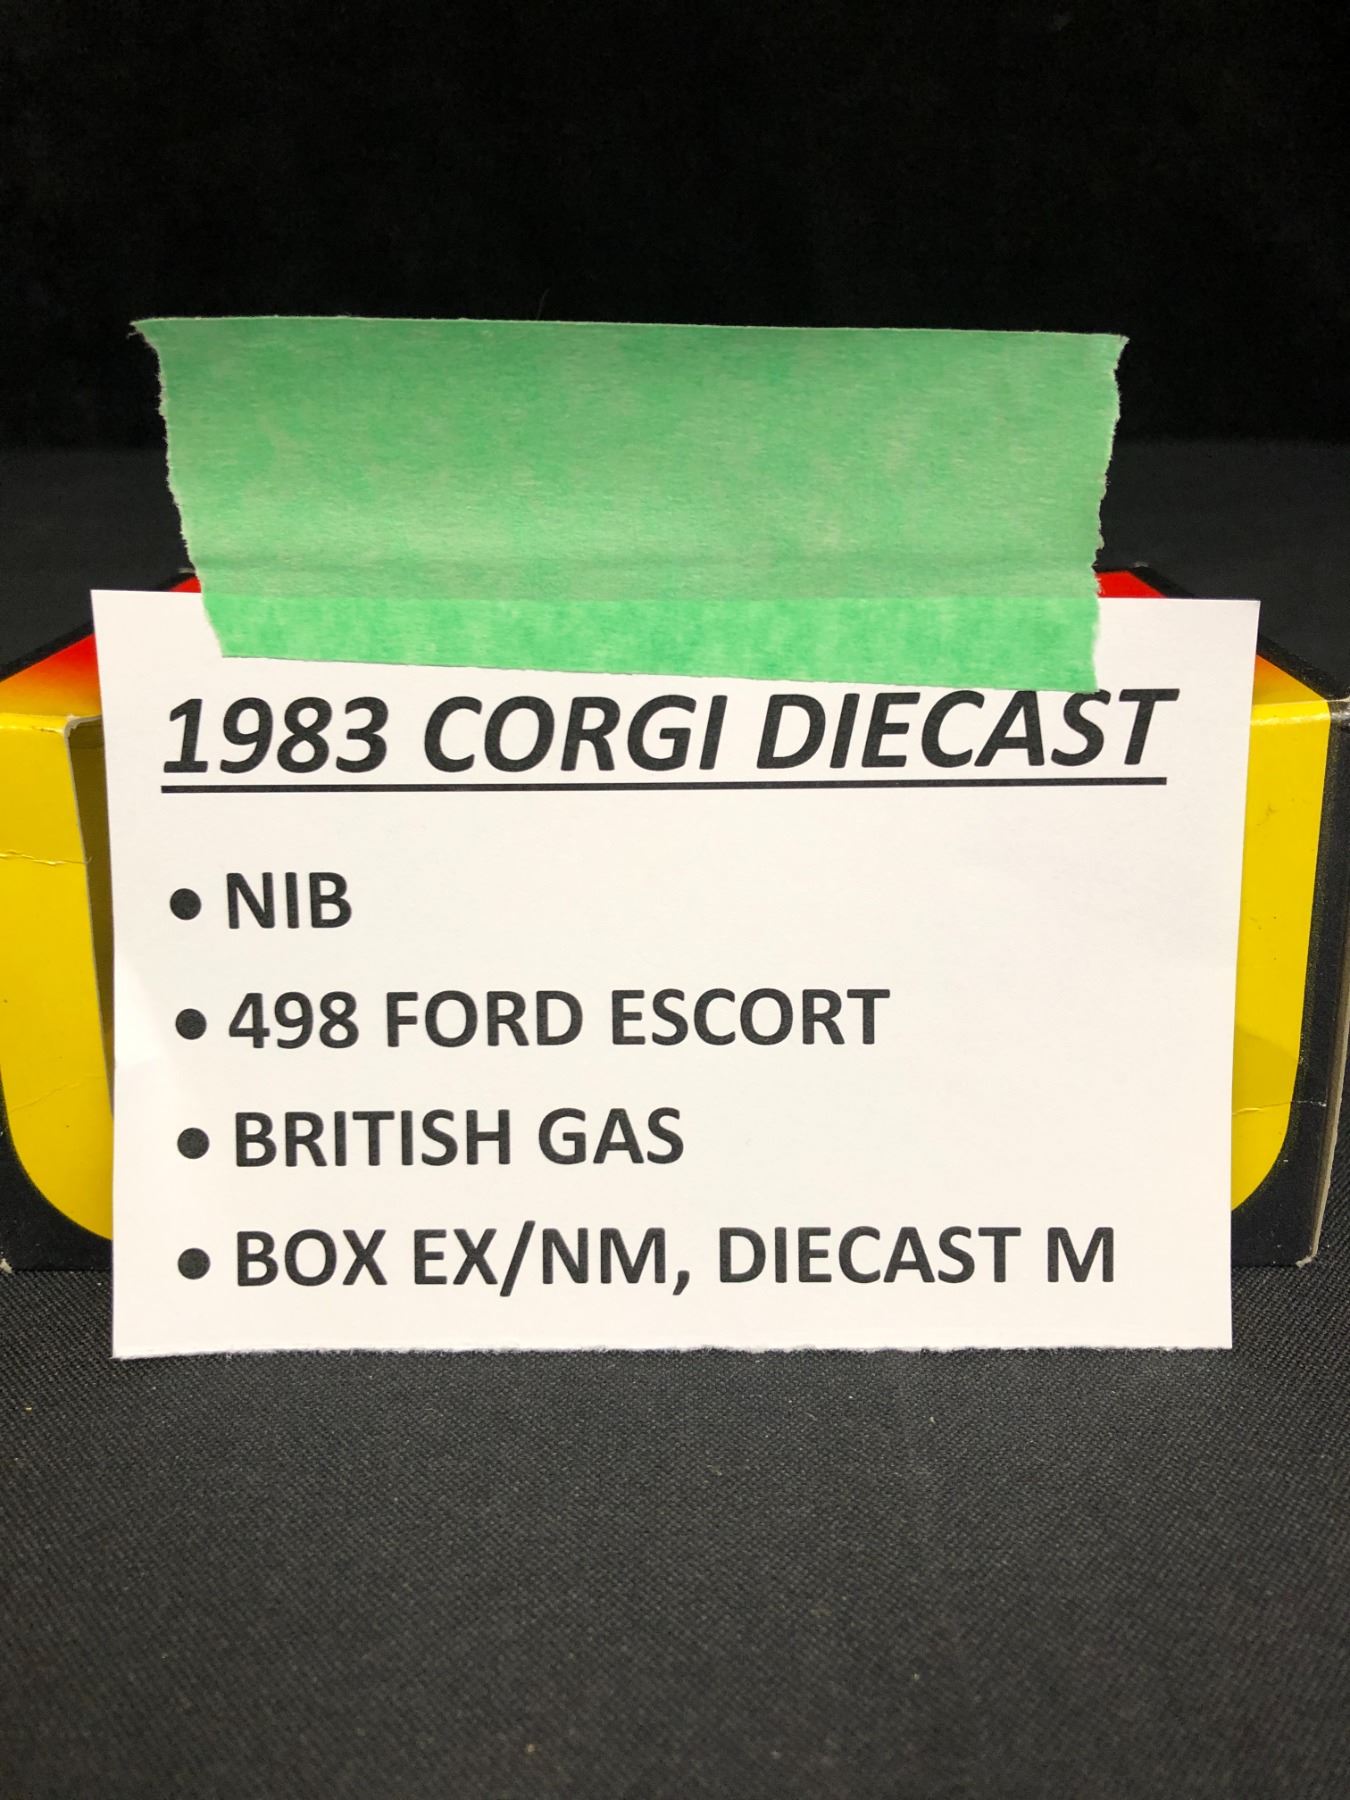 1983 CORGI DIECAST
• NIB
• 498 FORD ESCORT
• BRITISH GAS
• BOX EX/NM, DIECAST M